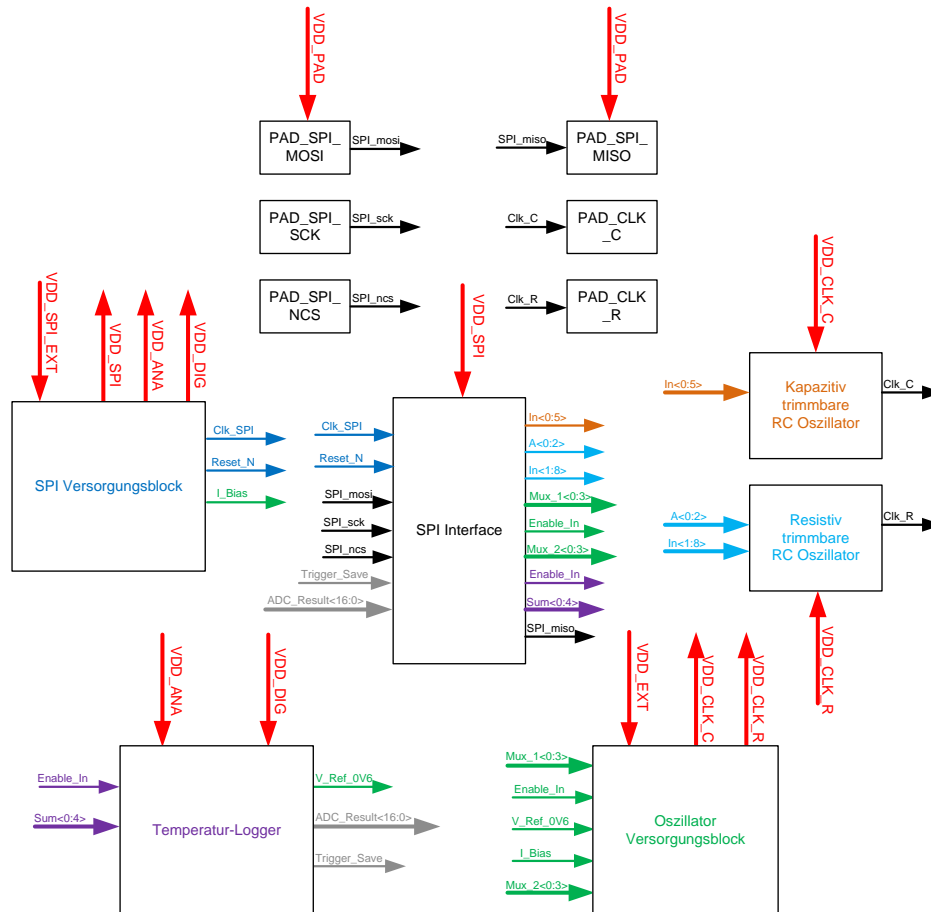 VDD_PAD
VDD_PAD
PAD_SPI_
MOSI
SPI_mosi
SPI_miso
PAD_SPI_
MISO
PAD_SPI_
SCK
SPI_sck
Clk_C
PAD_CLK
_C
PAD_SPI_
NCS
SPI_ncs
Clk_R
PAD_CLK
_R
VDD_SPI_EXT
VDD_SPI
VDD_ANA
VDD_DIG
VDD_SPI
VDD_CLK_C
SPI Versorgungsblock
Clk_SPI
Reset_N
I_Bias
Clk_SPI
Reset_N
SPI_mosi
SPI_sck
SPI_ncs
Trigger_Save
ADC_Result<16:0>
SPI Interface
In<0:5>
A<0:2>
In<1:8>
Mux_1<0:3>
Enable_In
Mux_2<0:3>
Enable_In
Sum<0:4>
SPI_miso
In<0:5>
Kapazitiv
trimmbare
RC Oszillator
Clk_C
A<0:2>
In<1:8>
Resistiv
trimmbare
RC Oszillator
Clk_R
VDD_CLK_R
VDD_ANA
VDD_DIG
VDD_EXT
VDD_CLK_C
VDD_CLK_R
Enable_In
Sum<0:4>
Temperatur-Logger
V_Ref_0V6
ADC_Result<16:0>
Trigger_Save
Mux_1<0:3>
Enable_In
V_Ref_0V6
I_Bias
Mux_2<0:3>
Oszillator
Versorgungsblock